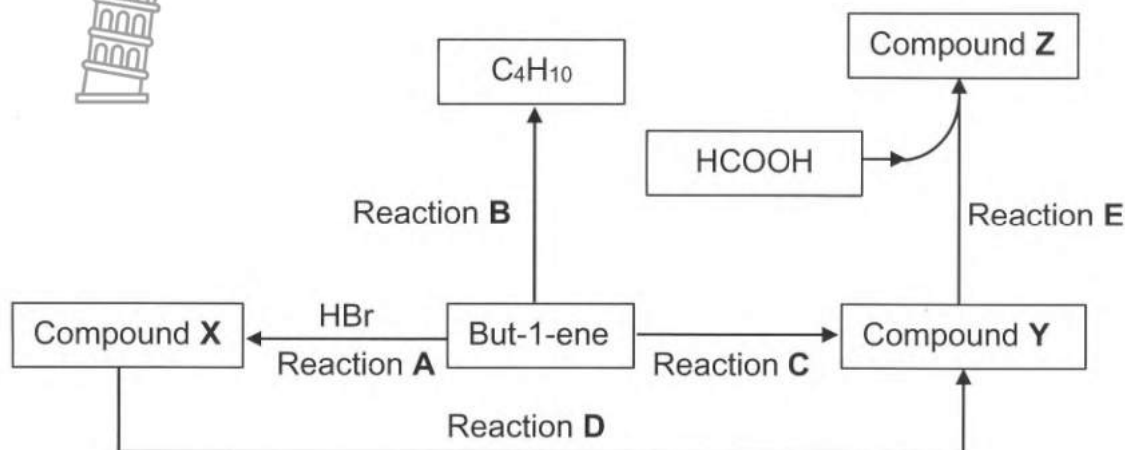 Compound Z
C₄H₁₀
HCOOH
Reaction B
Reaction E
Compound X
HBr
Reaction A
But-1-ene
Reaction C
Compound Y
Reaction D